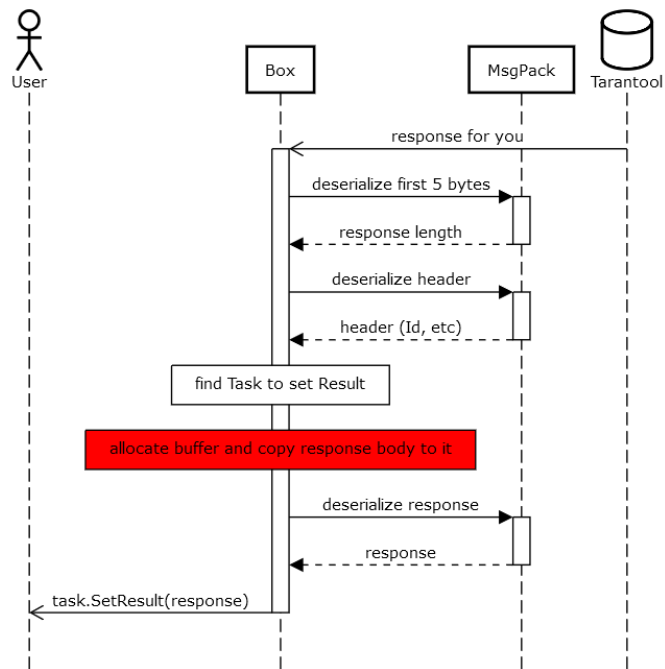 User
Box
MsgPack
Tarantool
response for you
deserialize first 5 bytes
response length
deserialize header
header (Id, etc)
find Task to set Result
allocate buffer and copy response body to it
deserialize response
response
task.SetResult(response)